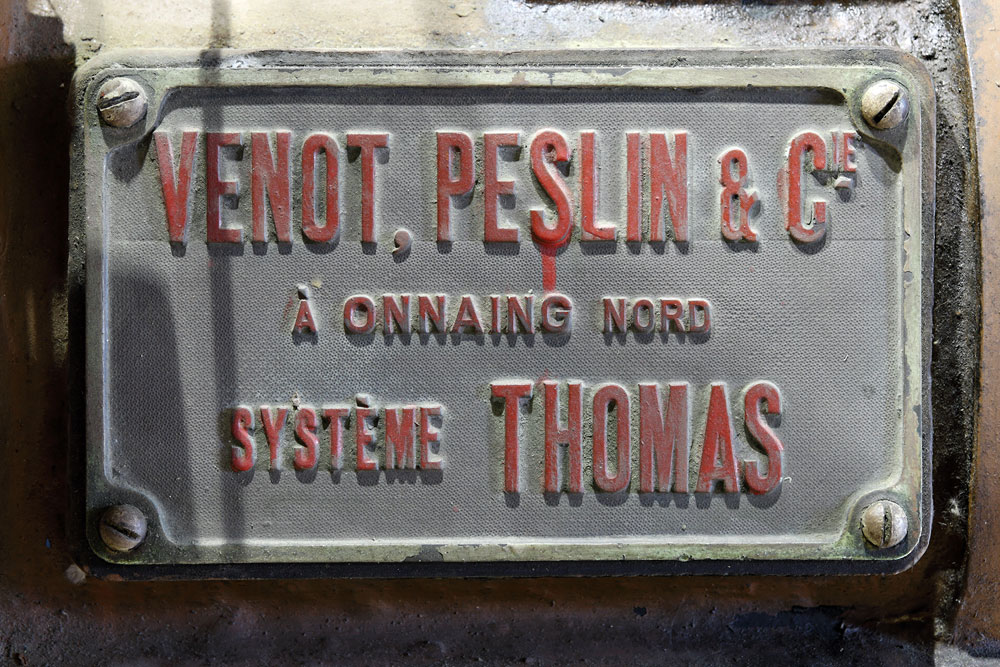 VENOT, PESLIN & CIE
À ONNAING NORD
SYSTÈME THOMAS